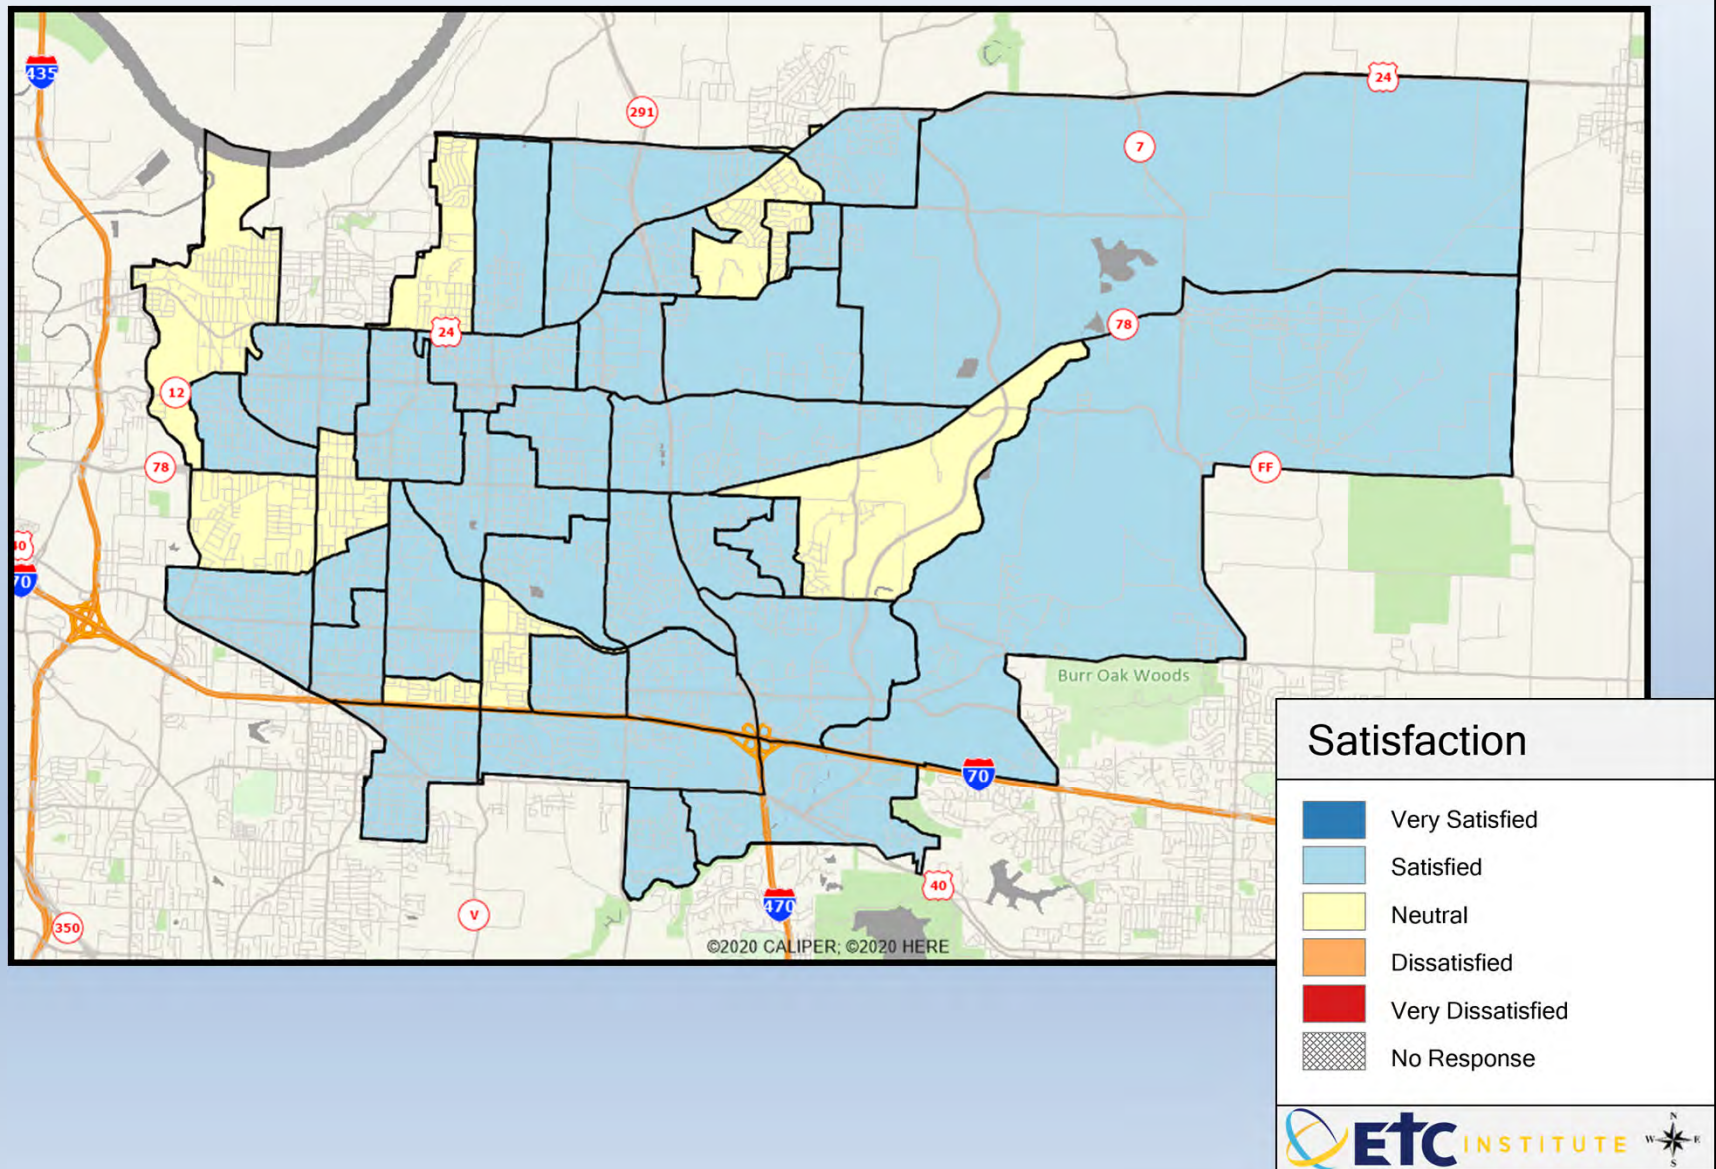 435
24
291
7
24
78
12
78
FF
40
70
Burr Oak Woods
70
40
470
V
350
©2020 CALIPER; ©2020 HERE
Satisfaction
Very Satisfied
Satisfied
Neutral
Dissatisfied
Very Dissatisfied
No Response
ETC INSTITUTE
N
W E
S